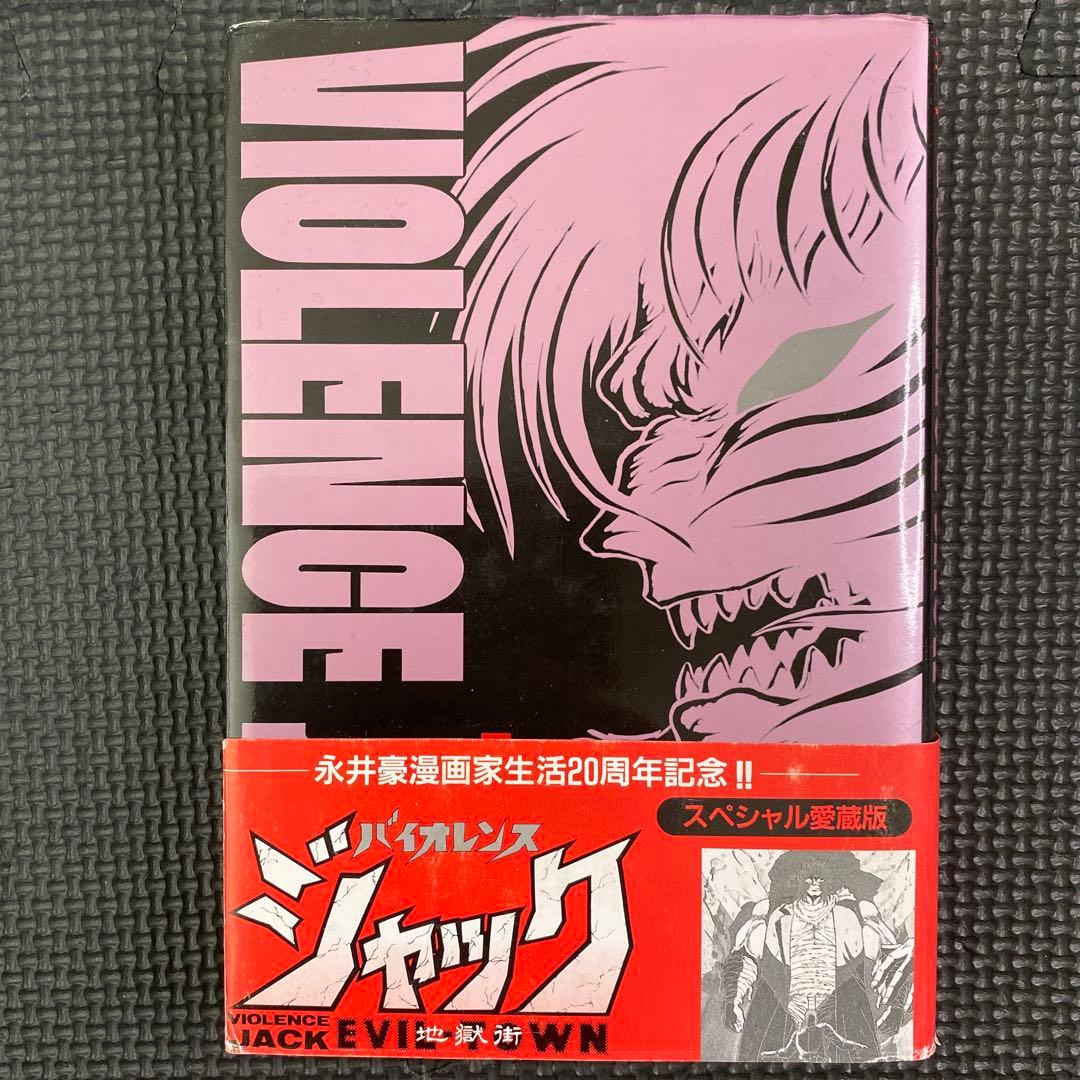 VIOLENCE
永井豪漫画家生活20周年記念!!
スペシャル愛蔵版
バイオレンス
ジャック
VIOLENCE
JACK
EVIL TOWN
地獄街